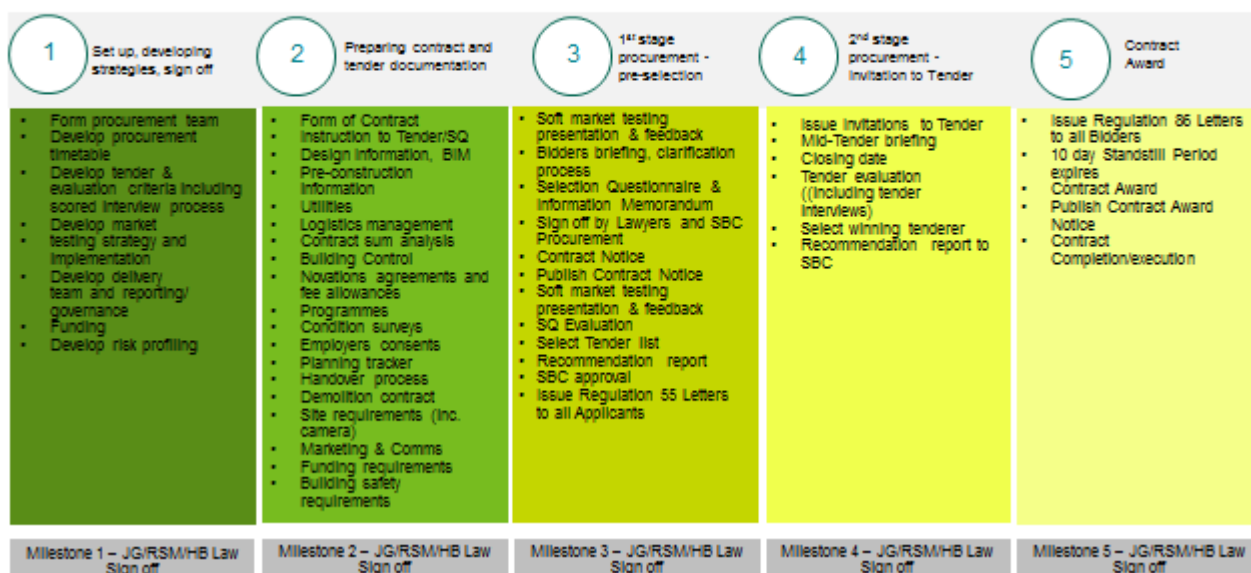 1
Set up, developing
strategies, sign off
2
Preparing contract and
tender documentation
3
1st stage
procurement -
pre-selection
4
2nd stage
procurement -
Invitation to Tender
5
Contract
Award
• Form procurement team
• Develop procurement
timetable
• Develop tender &
evaluation criteria including
scored interview process
• Develop market
• testing strategy and
implementation
• Develop delivery
team and reporting/
governance
• Funding
• Develop risk profiling
• Form of Contract
• Instruction to Tender/SQ
• Design information, BIM
• Pre-construction
information
• Utilities
• Logistics management
• Contract sum analysis
• Building Control
• Novations agreements and
fee allowances
• Programmes
• Condition surveys
• Employers consents
• Planning tracker
• Handover process
• Demolition contract
• Site requirements (Inc.
camera)
• Marketing & Comms
• Funding requirements
• Building safety
requirements
• Soft market testing
presentation & feedback
• Bidders briefing, clarification
process
• Selection Questionnaire &
Information Memorandum
• Sign off by Lawyers and SBC
Procurement
• Contract Notice
• Publish Contract Notice
• Soft market testing
presentation & feedback
• SQ Evaluation
• Select Tender list
• Recommendation report
• SBC approval
• Issue Regulation 55 Letters
to all Applicants
• Issue Invitations to Tender
• Mid-Tender briefing
• Closing date
• Tender evaluation
((including tender
interviews)
• Select winning tenderer
• Recommendation report to
SBC
• Issue Regulation 86 Letters
to all Bidders
• 10 day Standstill Period
expires
• Contract Award
• Publish Contract Award
Notice
• Contract
Completion/execution
Milestone 1 – JG/RSM/HB Law
Sign off
Milestone 2 – JG/RSM/HB Law
Sign off
Milestone 3 – JG/RSM/HB Law
Sign off
Milestone 4 – JG/RSM/HB Law
Sign off
Milestone 5 – JG/RSM/HB Law
Sign off